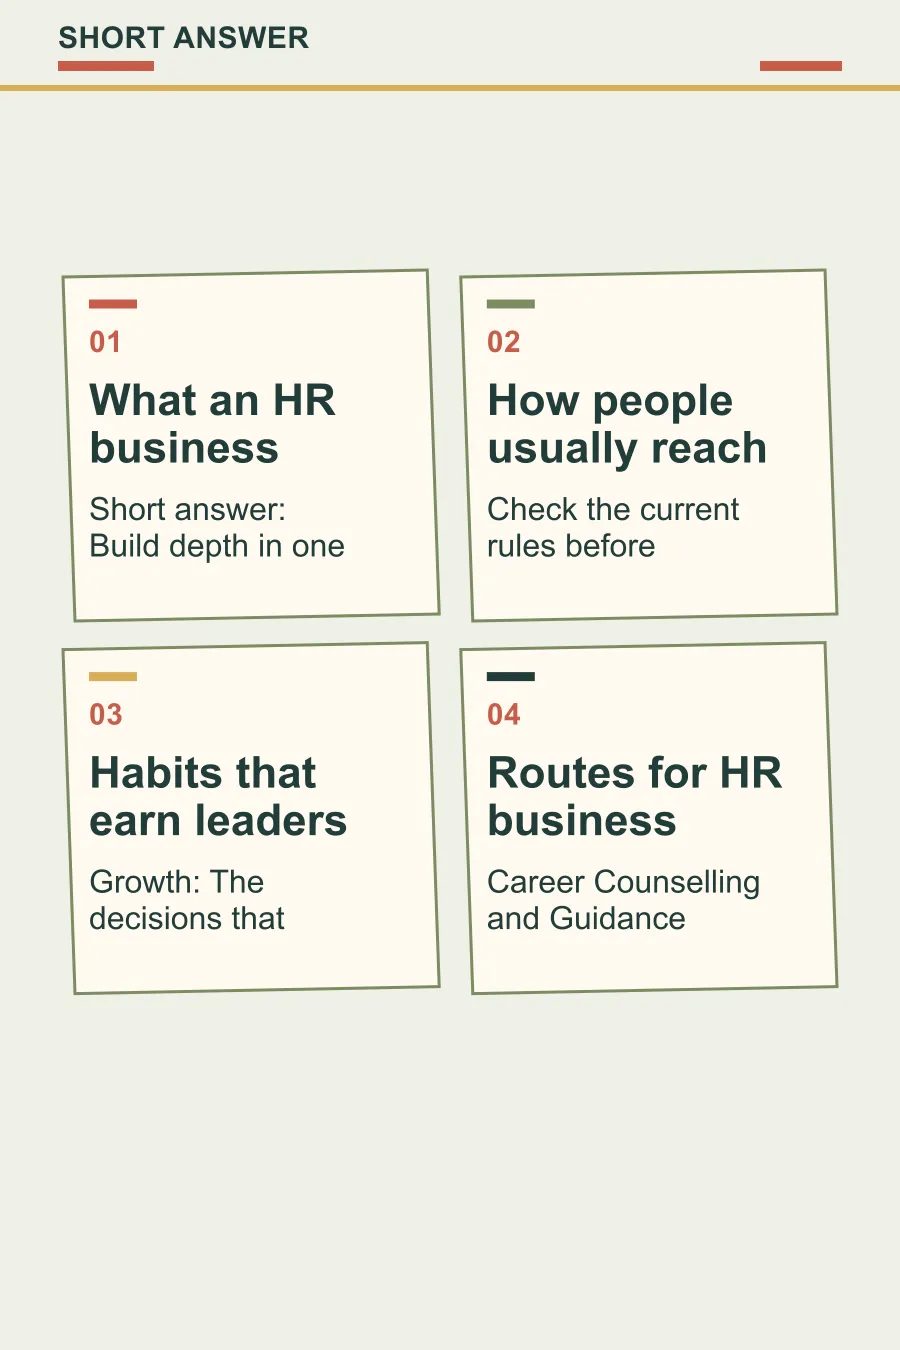 SHORT ANSWER
01
What an HR
business
Short answer:
Build depth in one
02
How people
usually reach
Check the current
rules before
03
Habits that
earn leaders
Growth: The
decisions that
04
Routes for HR
business
Career Counselling
and Guidance